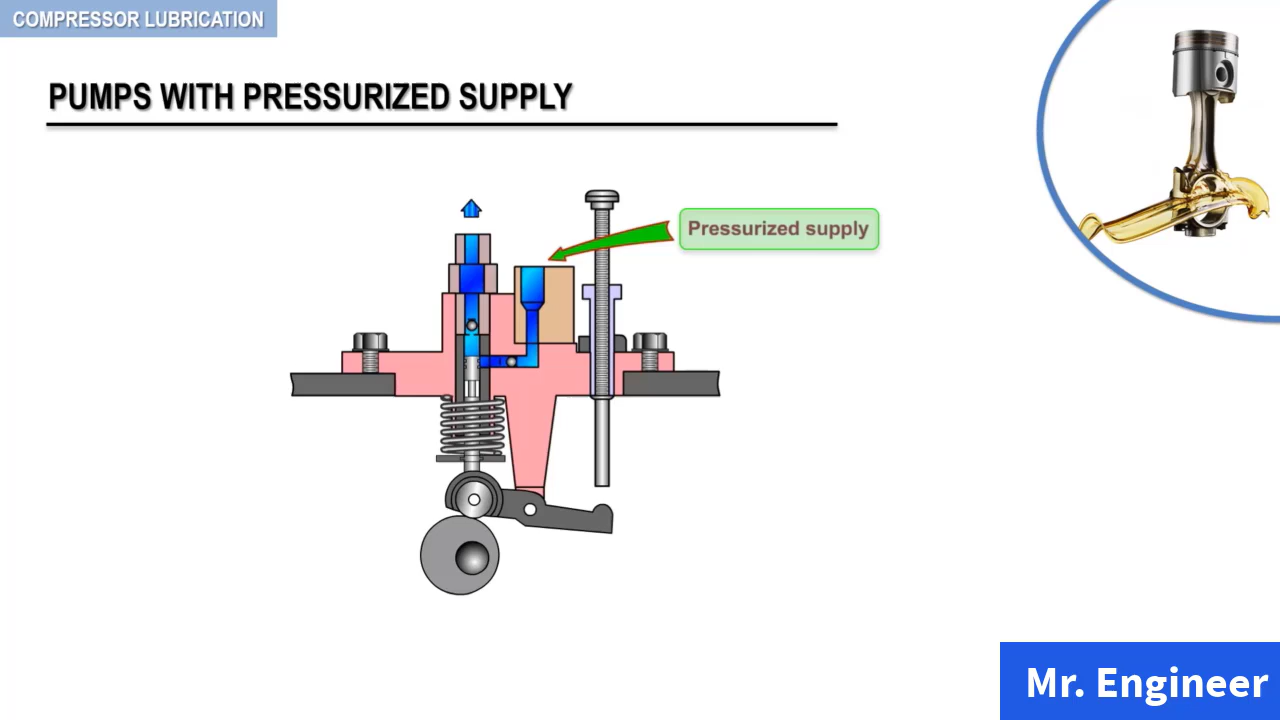 COMPRESSOR LUBRICATION
PUMPS WITH PRESSURIZED SUPPLY
Pressurized supply
Mr. Engineer